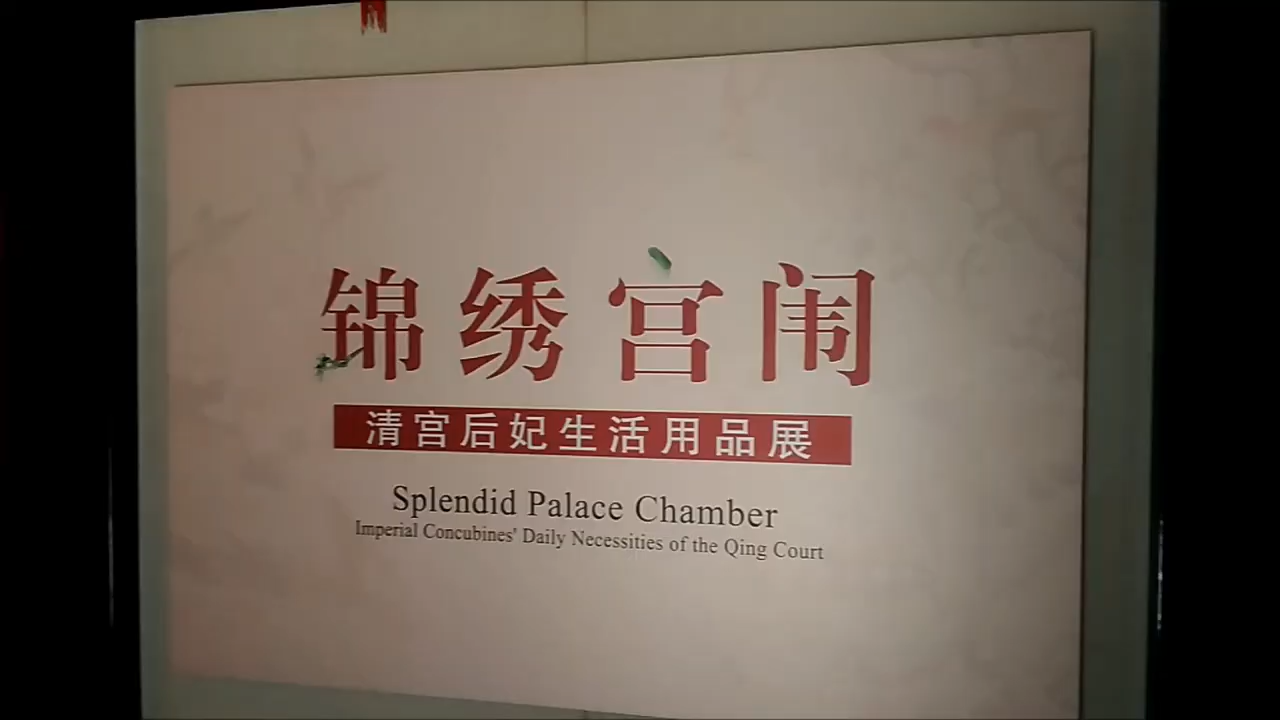 锦绣宫闱
清宫后妃生活用品展
Splendid Palace Chamber
Imperial Concubines' Daily Necessities of the Qing Court